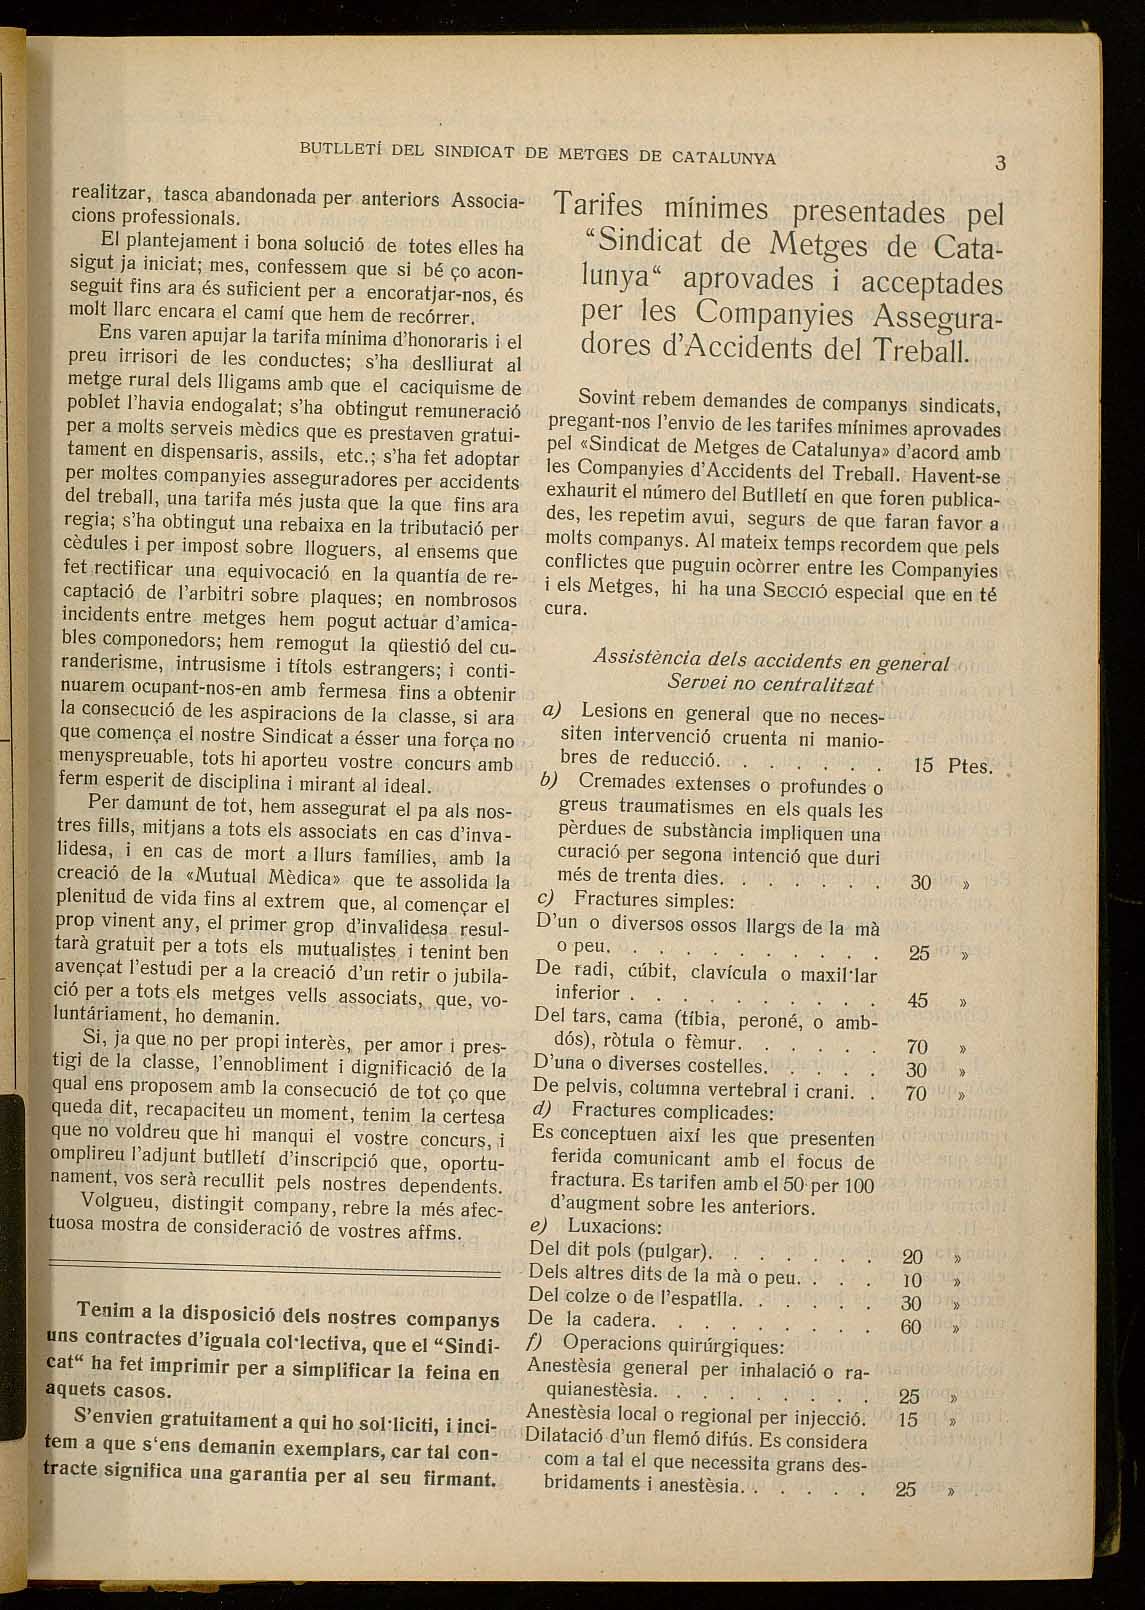 BUTLLETÍ DEL SINDICAT DE METGES DE CATALUNYA
3
realitzar, tasca abandonada per anteriors Associa-
cions professionals.
El plantejament i bona solució de totes elles ha
sigut ja iniciat; mes, confessem que si bé ço acon-
seguit fins ara és suficient per a encoratjar-nos, és
molt llarc encara el camí que hem de recórrer.
Ens varen apujar la tarifa mínima d'honoraris i el
preu irrisori de les conductes; s'ha deslliurat al
metge rural dels lligams amb que el caciquisme de
poblet l'havia endogalat; s'ha obtingut remuneració
per a molts serveis mèdics que es prestaven gratui-
tament en dispensaris, assils, etc.; s'ha fet adoptar
per moltes companyies asseguradores per accidents
del treball, una tarifa més justa que la que fins ara
regia; s'ha obtingut una rebaixa en la tributació per
cèdules i per impost sobre lloguers, al ensems que
fet rectificar una equivocació en la quantía de re-
captació de l'arbitri sobre plaques; en nombrosos
incidents entre metges hem pogut actuar d'amica-
bles componedors; hem remogut la qüestió del cu-
randerisme, intrusisme i títols estrangers; i conti-
nuarem ocupant-nos-en amb fermesa fins a obtenir
la consecució de les aspiracions de la classe, si ara
que comença el nostre Sindicat a ésser una força no
menyspreuable, tots hi aporteu vostre concurs amb
ferm esperit de disciplina i mirant al ideal.
Per damunt de tot, hem assegurat el pa als nos-
tres fills, mitjans a tots els associats en cas d'inva-
lidesa, i en cas de mort a llurs famílies, amb la
creació de la «Mutual Mèdica» que te assolida la
plenitud de vida fins al extrem que, al començar el
prop vinent any, el primer grop d'invalidesa resul-
tarà gratuit per a tots els mutualistes i tenint ben
avençat l'estudi per a la creació d'un retir o jubila-
ció per a tots els metges vells associats, que, vo-
luntáriament, ho demanin.
Si, ja que no per propi interès, per amor i pres-
tigi de la classe, l'ennobliment i dignificació de la
qual ens proposem amb la consecució de tot ço que
queda dit, recapaciteu un moment, tenim la certesa
que no voldreu que hi manqui el vostre concurs, i
omplireu l'adjunt butlletí d'inscripció que, oportu-
nament, vos serà recullit pels nostres dependents.
Volgueu, distingit company, rebre la més afec-
tuosa mostra de consideració de vostres affms.
Tenim a la disposició dels nostres companys
uns contractes d'iguala col·lectiva, que el "Sindi-
cat" ha fet imprimir per a simplificar la feina en
aquets casos.
S'envien gratuitament a qui ho sol·liciti, i inci-
tem a que s'ens demanin exemplars, car tal con-
tracte significa una garantia per al seu firmant.
Tarifes mínimes presentades pel
"Sindicat de Metges de Cata-
lunya" aprovades i acceptades
per les Companyies Assegura-
dores d'Accidents del Treball.
Sovint rebem demandes de companys sindicats,
pregant-nos l'envio de les tarifes mínimes aprovades
pel «Sindicat de Metges de Catalunya» d'acord amb
les Companyies d'Accidents del Treball. Havent-se
exhaurit el número del Butlletí en que foren publica-
des, les repetim avui, segurs de que faran favor a
molts companys. Al mateix temps recordem que pels
conflictes que puguin ocòrrer entre les Companyies
i els Metges, hi ha una SECCIÓ especial que en té
cura.
Assistència dels accidents en general
Servei no centralitzat
a) Lesions en general que no neces-
siten intervenció cruenta ni manio-
bres de reducció. . . . . . . 15 Ptes.
b) Cremades extenses o profundes o
greus traumatismes en els quals les
pèrdues de substància impliquen una
curació per segona intenció que duri
més de trenta dies. . . . . . . 30 »
c) Fractures simples:
D'un o diversos ossos llargs de la mà
o peu. . . . . . . . . . . 25 »
De radi, cúbit, clavícula o maxil·lar
inferior . . . . . . . . . . 45 »
Del tars, cama (tíbia, peroné, o amb-
dós), ròtula o fèmur. . . . . . 70 »
D'una o diverses costelles. . . . . 30 »
De pelvis, columna vertebral i crani. . 70 »
d) Fractures complicades:
Es conceptuen així les que presenten
ferida comunicant amb el focus de
fractura. Es tarifen amb el 50 per 100
d'augment sobre les anteriors.
e) Luxacions:
Del dit pols (pulgar). . . . . . . 20 »
Dels altres dits de la mà o peu. . . . 10 »
Del colze o de l'espatlla. . . . . . 30 »
De la cadera. . . . . . . . . 60 »
f) Operacions quirúrgiques:
Anestèsia general per inhalació o ra-
quianestèsia. . . . . . . . . 25 »
Anestèsia local o regional per injecció. 15 »
Dilatació d'un flemó difús. Es considera
com a tal el que necessita grans des-
bridaments i anestèsia. . . . . . 25 »